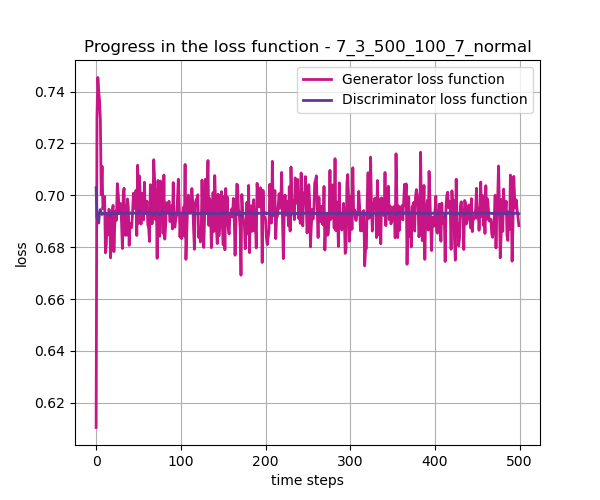 Progress in the loss function - 7_3_500_100_7_normal
Generator loss function
Discriminator loss function
0.74
0.72
0.70
0.68
0.66
0.64
0.62
loss
0
100
200
300
400
500
time steps